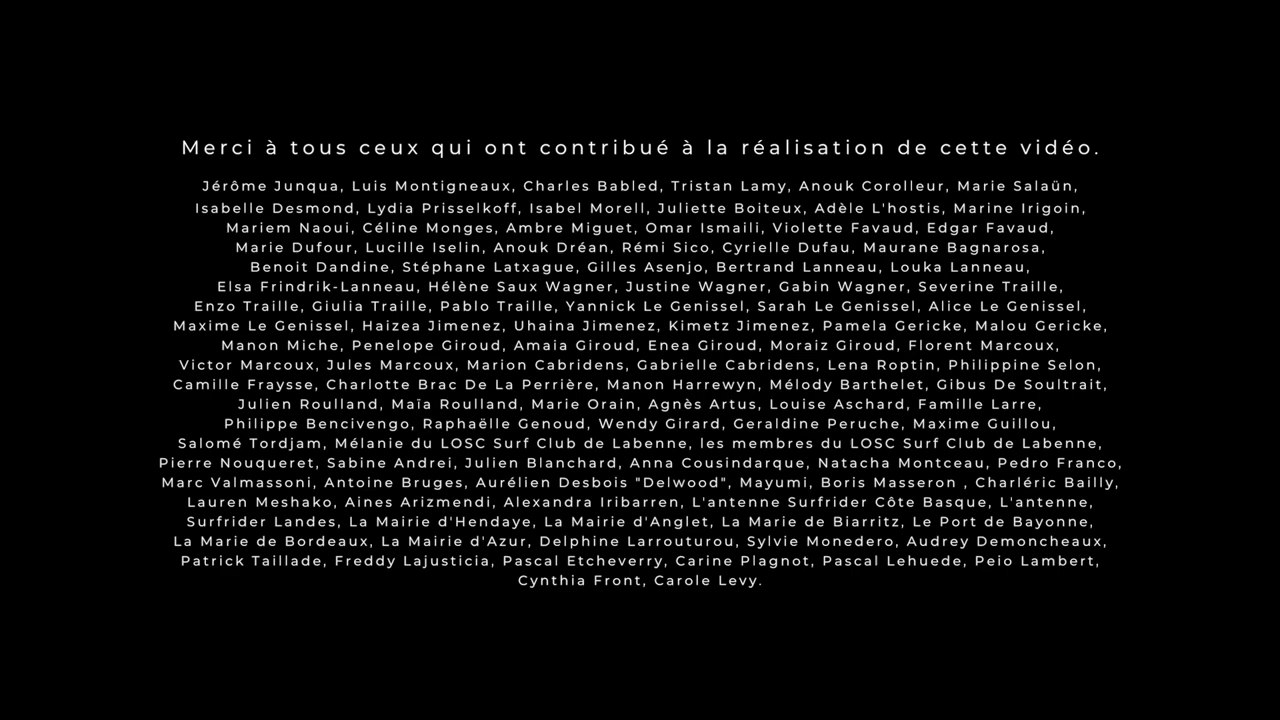 Merci à tous ceux qui ont contribué à la réalisation de cette vidéo.
Jérôme Junqua, Luis Montigneaux, Charles Babled, Tristan Lamy, Anouk Corolleur, Marie Salaün,
Isabelle Desmond, Lydia Prisselkoff, Isabel Morell, Juliette Boiteux, Adèle L'hostis, Marine Irigoin,
Mariem Naoui, Céline Monges, Ambre Miguet, Omar Ismaili, Violette Favaud, Edgar Favaud,
Marie Dufour, Lucille Iselin, Anouk Dréan, Rémi Sico, Cyrielle Dufau, Maurane Bagnarosa,
Benoit Dandine, Stéphane Latxague, Gilles Asenjo, Bertrand Lanneau, Louka Lanneau,
Elsa Frindrik-Lanneau, Hélène Saux Wagner, Justine Wagner, Gabin Wagner, Severine Traille,
Enzo Traille, Giulia Traille, Pablo Traille, Yannick Le Genissel, Sarah Le Genissel, Alice Le Genissel,
Maxime Le Genissel, Haizea Jimenez, Uhaina Jimenez, Kimetz Jimenez, Pamela Gericke, Malou Gericke,
Manon Miche, Penelope Giroud, Amaia Giroud, Enea Giroud, Moraiz Giroud, Florent Marcoux,
Victor Marcoux, Jules Marcoux, Marion Cabridens, Gabrielle Cabridens, Lena Roptin, Philippine Selon,
Camille Fraysse, Charlotte Brac De La Perrière, Manon Harrewyn, Mélody Barthelet, Gibus De Soultrait,
Julien Roulland, Maïa Roulland, Marie Orain, Agnès Artus, Louise Aschard, Famille Larre,
Philippe Bencivengo, Raphaëlle Genoud, Wendy Girard, Geraldine Peruche, Maxime Guillou,
Salomé Tordjam, Mélanie du LOSC Surf Club de Labenne, les membres du LOSC Surf Club de Labenne,
Pierre Nouqueret, Sabine Andrei, Julien Blanchard, Anna Cousindarque, Natacha Montceau, Pedro Franco,
Marc Valmassoni, Antoine Bruges, Aurélien Desbois "Delwood", Mayumi, Boris Masseron , Charléric Bailly,
Lauren Meshako, Aines Arizmendi, Alexandra Iribarren, L'antenne Surfrider Côte Basque, L'antenne,
Surfrider Landes, La Mairie d'Hendaye, La Mairie d'Anglet, La Marie de Biarritz, Le Port de Bayonne,
La Marie de Bordeaux, La Mairie d'Azur, Delphine Larrouturou, Sylvie Monedero, Audrey Demoncheaux,
Patrick Taillade, Freddy Lajusticia, Pascal Etcheverry, Carine Plagnot, Pascal Lehuede, Peio Lambert,
Cynthia Front, Carole Levy.